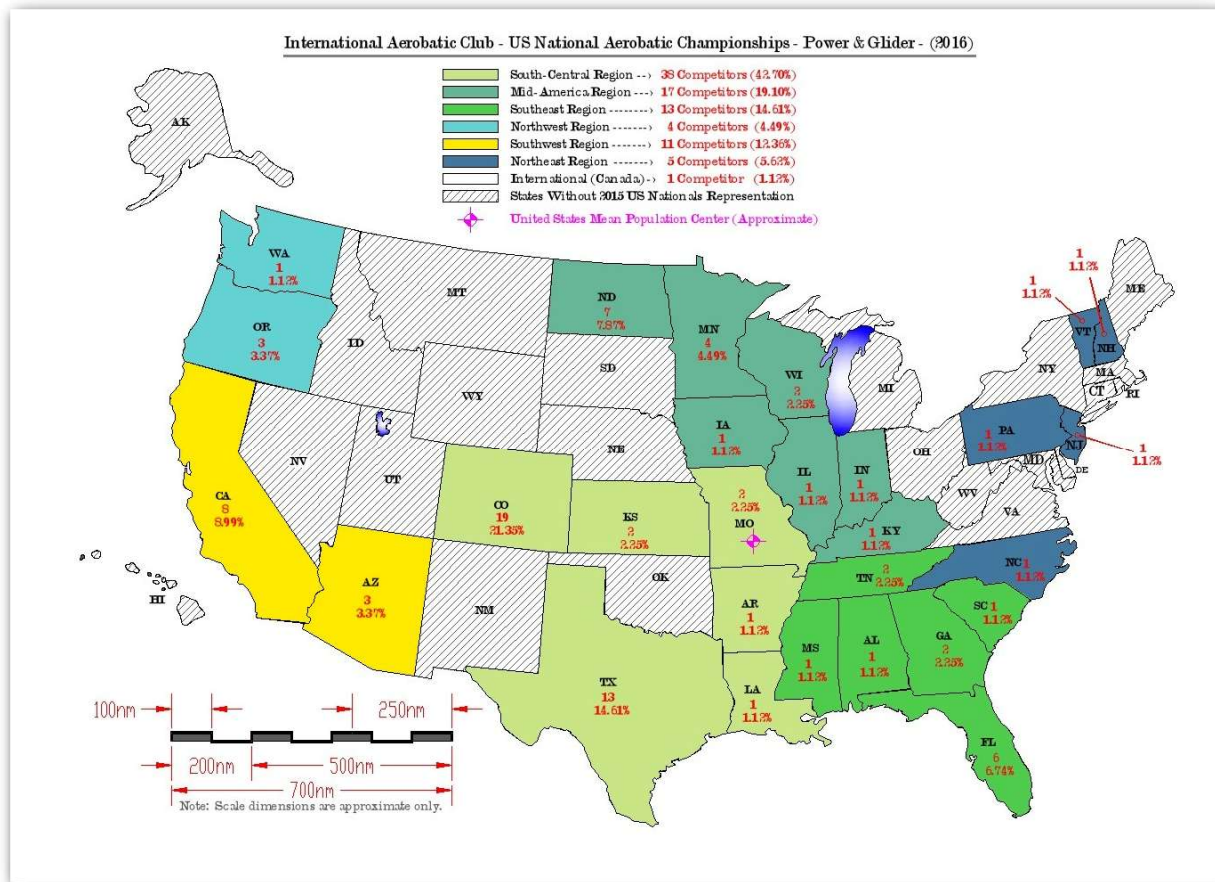 International Aerobatic Club - US National Aerobatic Championships - Power & Glider - (2016)
South-Central Region --> 38 Competitors (42.70%)
Mid-America Region ---> 17 Competitors (19.10%)
Southeast Region -------> 13 Competitors (14.61%)
Northwest Region -------> 4 Competitors (4.49%)
Southwest Region -------> 11 Competitors (12.36%)
Northeast Region -------> 5 Competitors (5.62%)
International (Canada) -> 1 Competitor (1.12%)
States Without 2015 US Nationals Representation
United States Mean Population Center (Approximate)
AK
WA
1
1.12%
OR
3
3.37%
ID
MT
WY
ND
7
7.87%
SD
NE
MN
4
4.49%
WI
2
2.25%
MI
IA
1
1.12%
IL
1
1.12%
IN
1
1.12%
OH
KY
1
1.12%
WV
VA
MD
DE
PA
1
1.12%
NJ
1
1.12%
NY
VT
1
1.12%
NH
1
1.12%
ME
MA
CT
RI
CA
8
8.99%
NV
UT
CO
19
21.35%
KS
2
2.25%
2
2.25%
MO
AZ
3
3.37%
NM
OK
AR
1
1.12%
TN
2
2.25%
NC 1
1.12%
SC 1
1.12%
MS
1
1.12%
AL
1
1.12%
GA
2
2.25%
LA
1
1.12%
TX
13
14.61%
FL
6
6.74%
HI
100nm
250nm
200nm
500nm
700nm
Note: Scale dimensions are approximate only.